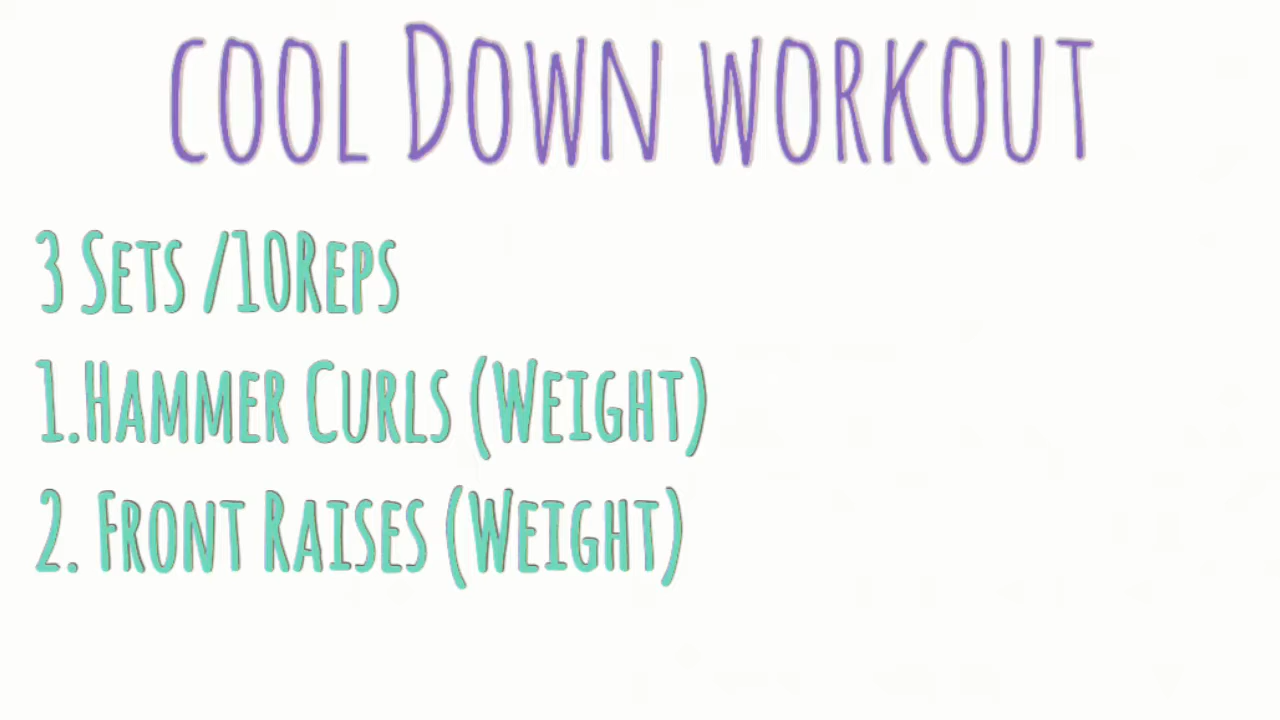 COOL DOWN WORKOUT
3 SETS /10REPS
1.HAMMER CURLS (WEIGHT)
2. FRONT RAISES (WEIGHT)